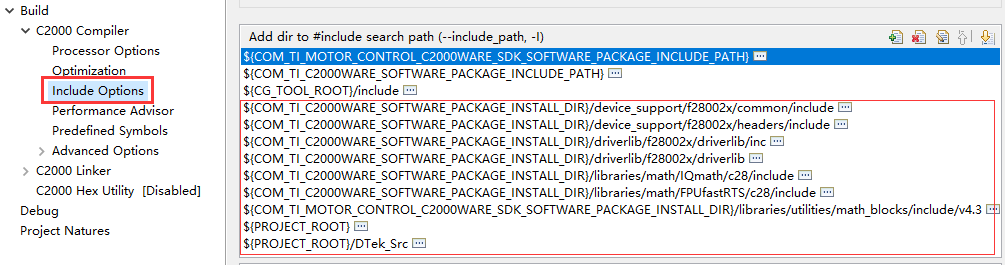 Build
C2000 Compiler
Processor Options
Optimization
Include Options
Performance Advisor
Predefined Symbols
Advanced Options
C2000 Linker
C2000 Hex Utility [Disabled]
Debug
Project Natures
Add dir to #include search path (--include_path, -I)
${COM_TI_MOTOR_CONTROL_C2000WARE_SDK_SOFTWARE_PACKAGE_INCLUDE_PATH}
${COM_TI_C2000WARE_SOFTWARE_PACKAGE_INCLUDE_PATH}
${CG_TOOL_ROOT}/include
${COM_TI_C2000WARE_SOFTWARE_PACKAGE_INSTALL_DIR}/device_support/f28002x/common/include
${COM_TI_C2000WARE_SOFTWARE_PACKAGE_INSTALL_DIR}/device_support/f28002x/headers/include
${COM_TI_C2000WARE_SOFTWARE_PACKAGE_INSTALL_DIR}/driverlib/f28002x/driverlib/inc
${COM_TI_C2000WARE_SOFTWARE_PACKAGE_INSTALL_DIR}/driverlib/f28002x/driverlib
${COM_TI_C2000WARE_SOFTWARE_PACKAGE_INSTALL_DIR}/libraries/math/IQmath/c28/include
${COM_TI_C2000WARE_SOFTWARE_PACKAGE_INSTALL_DIR}/libraries/math/FPUfastRTS/c28/include
${COM_TI_MOTOR_CONTROL_C2000WARE_SDK_SOFTWARE_PACKAGE_INSTALL_DIR}/libraries/utilities/math_blocks/include/v4.3
${PROJECT_ROOT}
${PROJECT_ROOT}/DTek_Src